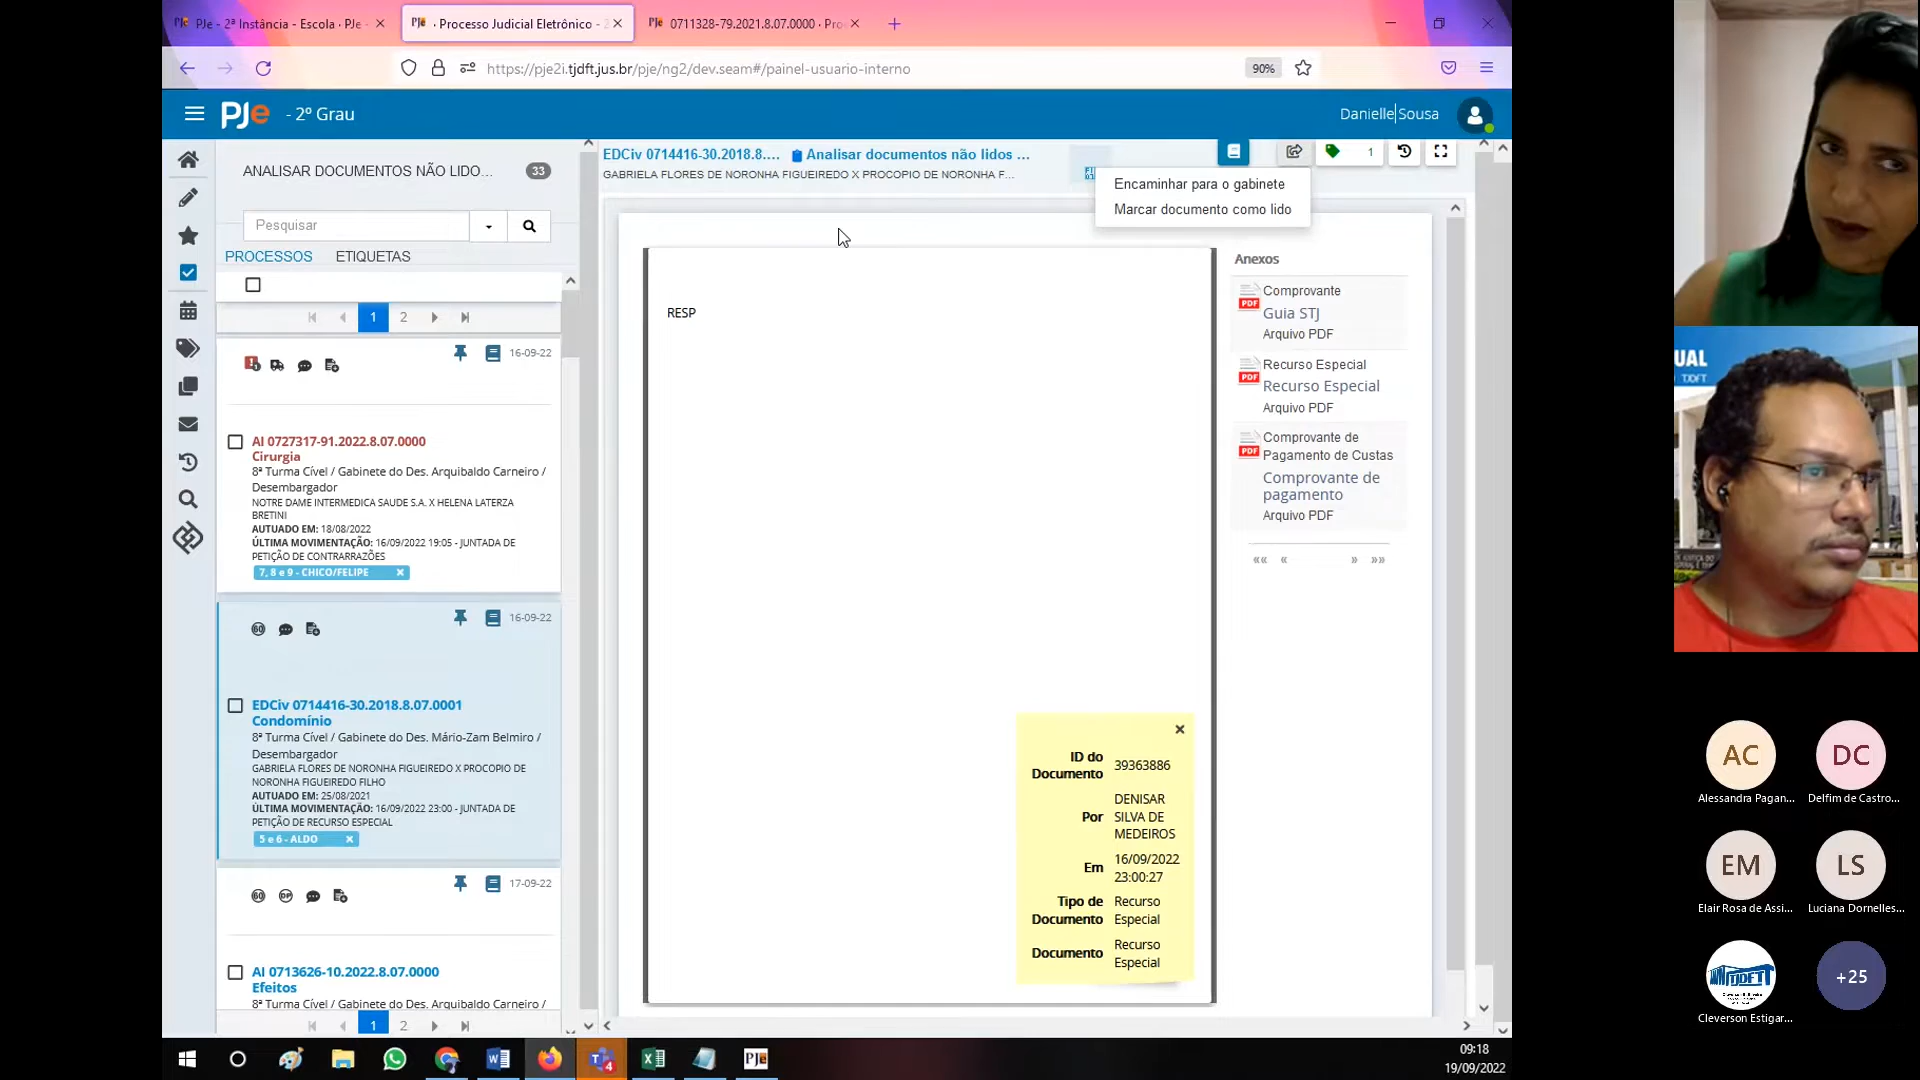 PJe - 2ª Instância - Escola · PJe -
Processo Judicial Eletrônico - 2
0711328-79.2021.8.07.0000 · Pro
https://pje2i.tjdft.jus.br/pje/ng2/dev.seam#/painel-usuario-interno
90%
PJe - 2º Grau
Danielle Sousa
ANALISAR DOCUMENTOS NÃO LIDO...
33
Pesquisar
PROCESSOS ETIQUETAS
1 2
16-09-22
AI 0727317-91.2022.8.07.0000
Cirurgia
8ª Turma Cível / Gabinete do Des. Arquibaldo Carneiro /
Desembargador
NOTRE DAME INTERMEDICA SAUDE S.A. X HELENA LATERZA
BRETINI
AUTUADO EM: 18/08/2022
ÚLTIMA MOVIMENTAÇÃO: 16/09/2022 19:05 - JUNTADA DE
PETIÇÃO DE CONTRARRAZÕES
7, 8 e 9 - CHICO/FELIPE
16-09-22
60
EDCiv 0714416-30.2018.8.07.0001
Condomínio
8ª Turma Cível / Gabinete do Des. Mário-Zam Belmiro /
Desembargador
GABRIELA FLORES DE NORONHA FIGUEIREDO X PROCOPIO DE
NORONHA FIGUEIREDO FILHO
AUTUADO EM: 25/08/2021
ÚLTIMA MOVIMENTAÇÃO: 16/09/2022 23:00 - JUNTADA DE
PETIÇÃO DE RECURSO ESPECIAL
5 e 6 - ALDO
17-09-22
60 DP
AI 0713626-10.2022.8.07.0000
Efeitos
8ª Turma Cível / Gabinete do Des. Arquibaldo Carneiro /
1 2
EDCiv 0714416-30.2018.8.... Analisar documentos não lidos ...
GABRIELA FLORES DE NORONHA FIGUEIREDO X PROCOPIO DE NORONHA F...
1
Encaminhar para o gabinete
Marcar documento como lido
RESP
ID do Documento 39363886
Por DENISAR SILVA DE MEDEIROS
Em 16/09/2022 23:00:27
Tipo de Documento Recurso Especial
Documento Recurso Especial
Anexos
Comprovante
Guia STJ
Arquivo PDF
Recurso Especial
Recurso Especial
Arquivo PDF
Comprovante de
Pagamento de Custas
Comprovante de
pagamento
Arquivo PDF
PDF
PDF
PDF
«« « » »»
UAL
TJDFT
AC
Alessandra Pagan...
DC
Delfim de Castro...
EM
Elair Rosa de Assi...
LS
Luciana Dornelles...
TJDFT
Cleverson Estigar...
+25
4
PJe
09:18
19/09/2022